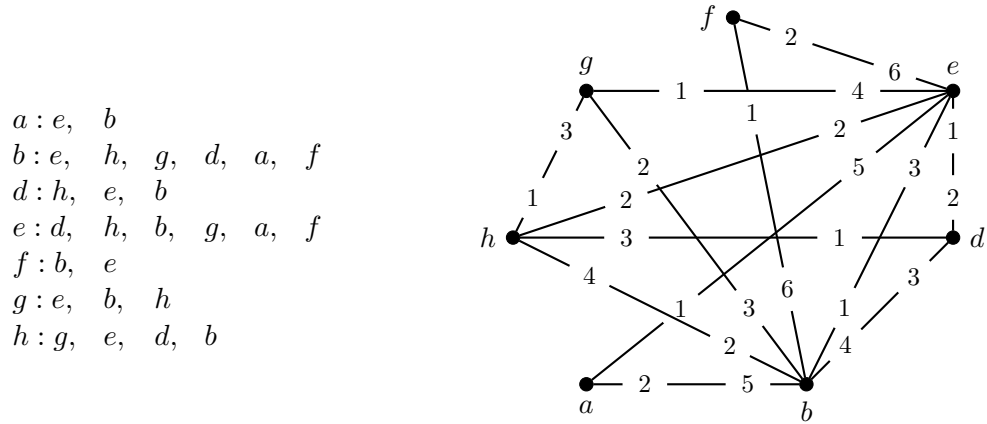 f
2
g
e
6
1
4
1
a : e, b
3
2
1
b : e, h, g, d, a, f
2
5
3
d : h, e, b
1
2
2
e : d, h, b, g, a, f
h
3
1
d
f : b, e
4
3
6
g : e, b, h
1
3
1
h : g, e, d, b
2
4
2
5
a
b